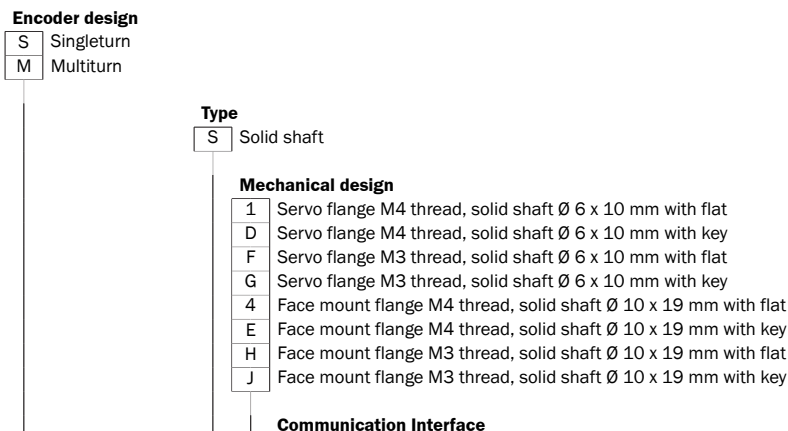 Encoder design
S Singleturn
M Multiturn
Type
S Solid shaft
Mechanical design
1 Servo flange M4 thread, solid shaft Ø 6 x 10 mm with flat
D Servo flange M4 thread, solid shaft Ø 6 x 10 mm with key
F Servo flange M3 thread, solid shaft Ø 6 x 10 mm with flat
G Servo flange M3 thread, solid shaft Ø 6 x 10 mm with key
4 Face mount flange M4 thread, solid shaft Ø 10 x 19 mm with flat
E Face mount flange M4 thread, solid shaft Ø 10 x 19 mm with key
H Face mount flange M3 thread, solid shaft Ø 10 x 19 mm with flat
J Face mount flange M3 thread, solid shaft Ø 10 x 19 mm with key
Communication Interface